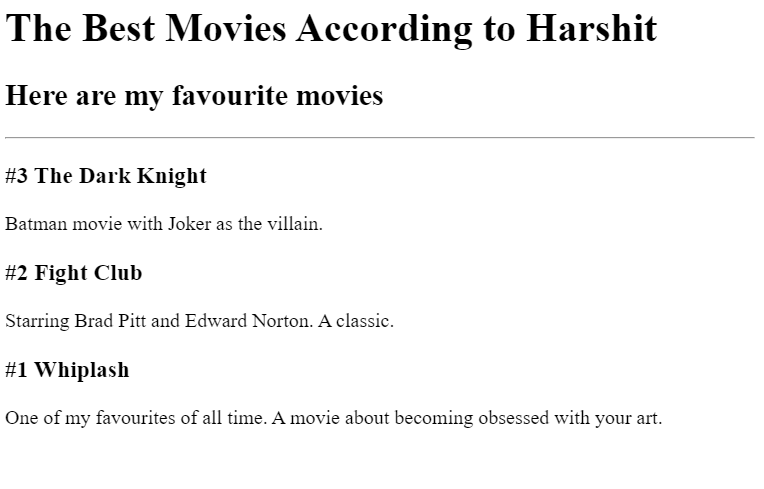 The Best Movies According to Harshit
Here are my favourite movies
#3 The Dark Knight
Batman movie with Joker as the villain.
#2 Fight Club
Starring Brad Pitt and Edward Norton. A classic.
#1 Whiplash
One of my favourites of all time. A movie about becoming obsessed with your art.